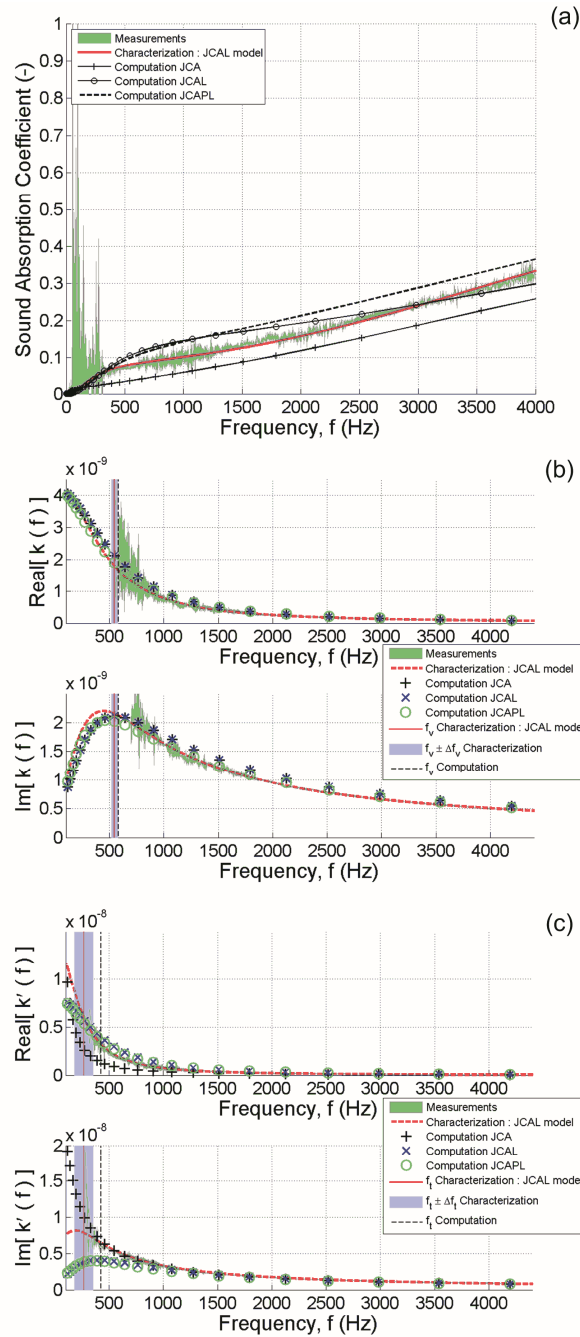 (a)
Sound Absorption Coefficient (-)
1
0.9
0.8
0.7
0.6
0.5
0.4
0.3
0.2
0.1
0
Measurements
Characterization : JCAL model
Computation JCA
Computation JCAL
Computation JCAPL
0 500 1000 1500 2000 2500 3000 3500 4000
Frequency, f (Hz)
(b)
x 10⁻⁹
Real[ k ( f ) ]
4
3
2
1
0
500 1000 1500 2000 2500 3000 3500 4000
Frequency, f (Hz)
Measurements
Characterization : JCAL model
Computation JCA
Computation JCAL
Computation JCAPL
fᵥ Characterization : JCAL model
fᵥ ± Δfᵥ Characterization
fᵥ Computation
x 10⁻⁹
Im[ k ( f ) ]
2
1
0
500 1000 1500 2000 2500 3000 3500 4000
Frequency, f (Hz)
(c)
x 10⁻⁸
Real[ k' ( f ) ]
1
0.5
0
500 1000 1500 2000 2500 3000 3500 4000
Frequency, f (Hz)
Measurements
Characterization : JCAL model
Computation JCA
Computation JCAL
Computation JCAPL
fₜ Characterization : JCAL model
fₜ ± Δfₜ Characterization
fₜ Computation
x 10⁻⁸
Im[ k' ( f ) ]
2
1.5
1
0.5
0
500 1000 1500 2000 2500 3000 3500 4000
Frequency, f (Hz)